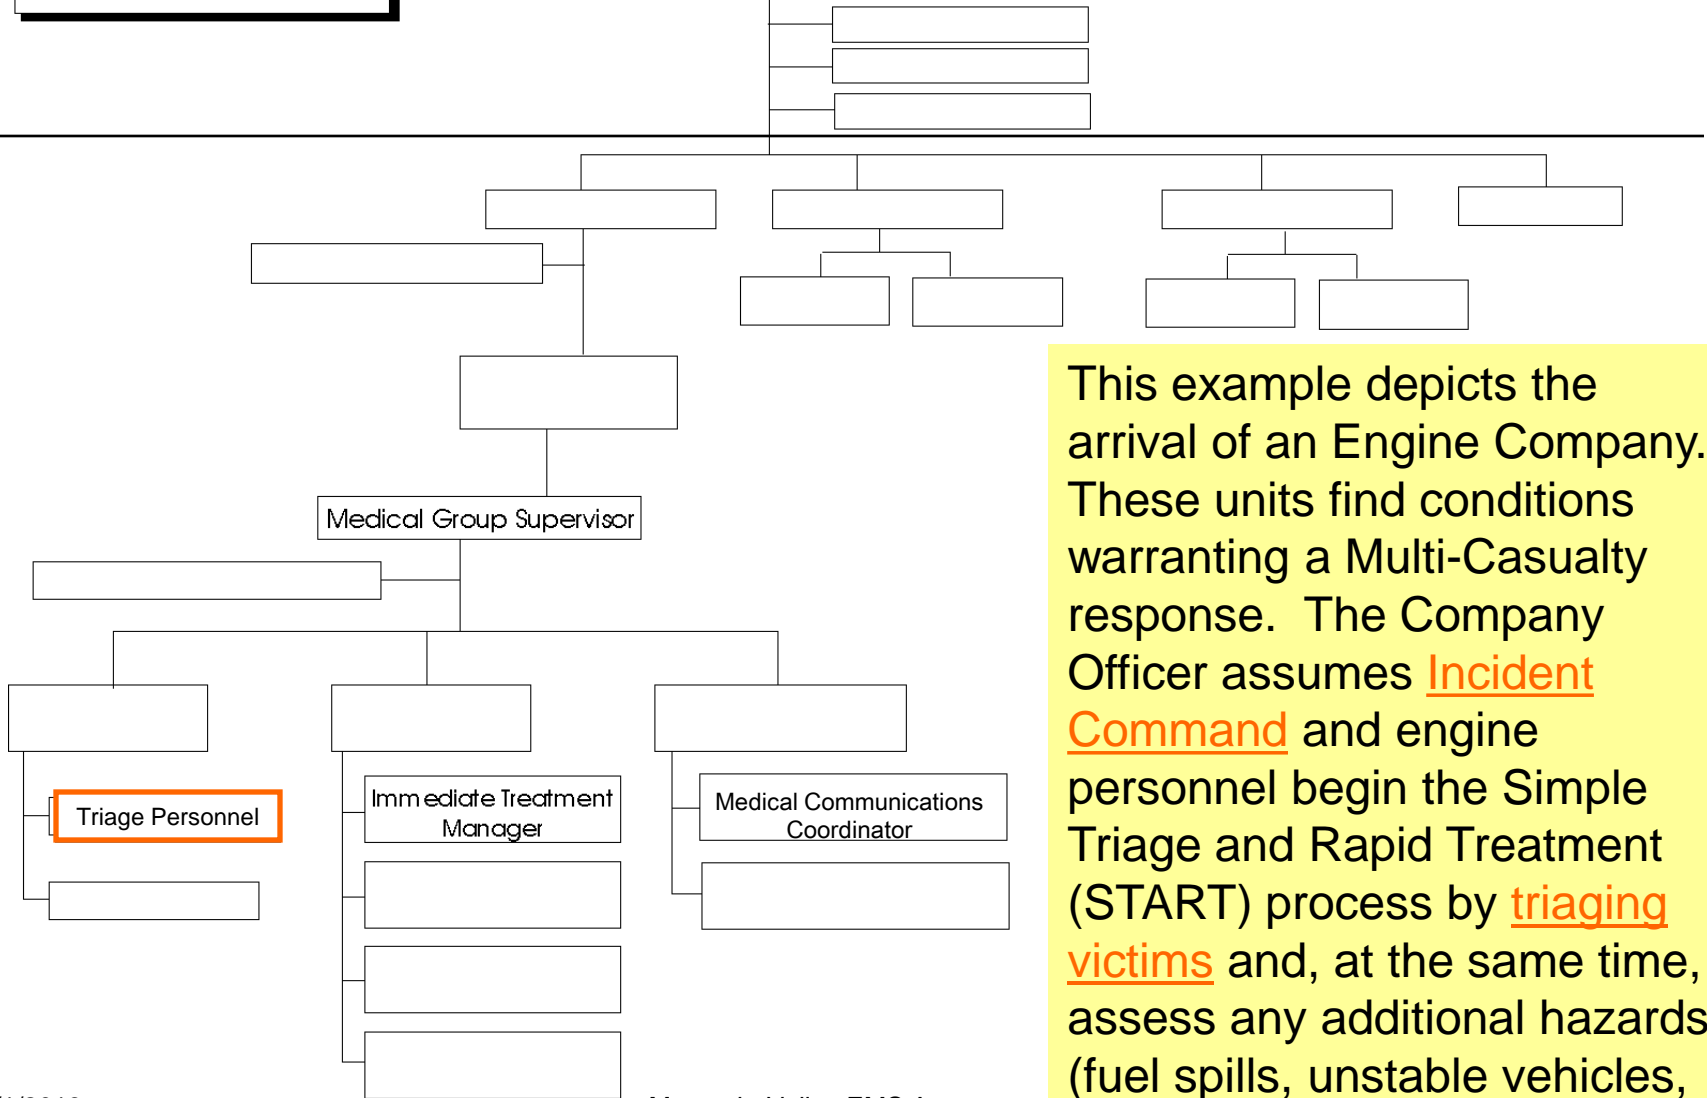 Medical Group Supervisor
Triage Personnel
Immediate Treatment
Manager
Medical Communications
Coordinator
This example depicts the
arrival of an Engine Company.
These units find conditions
warranting a Multi-Casualty
response. The Company
Officer assumes Incident
Command and engine
personnel begin the Simple
Triage and Rapid Treatment
(START) process by triaging
victims and, at the same time,
assess any additional hazards
(fuel spills, unstable vehicles,